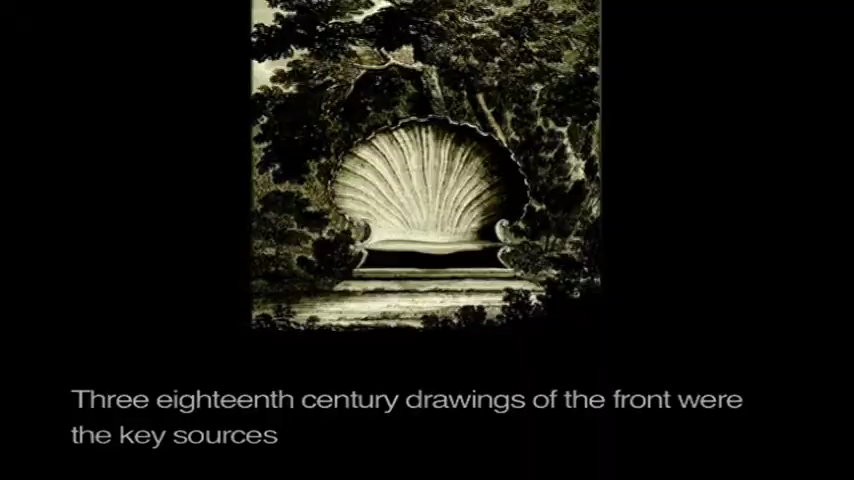 Three eighteenth century drawings of the front were
the key sources